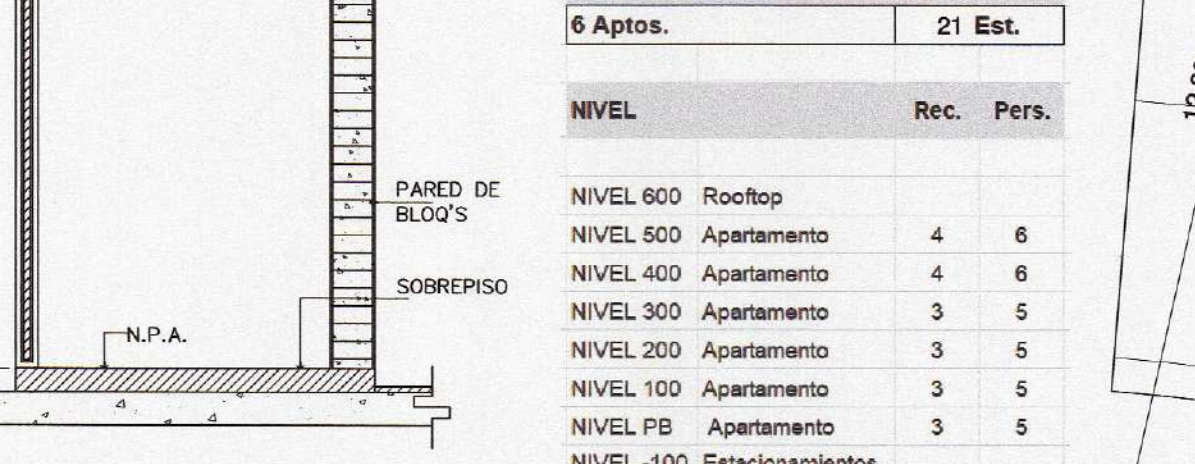 PARED DE
BLOQ'S
SOBREPISO
N.P.A.
6 Aptos. 21 Est.
NIVEL Rec. Pers.
NIVEL 600 Rooftop
NIVEL 500 Apartamento 4 6
NIVEL 400 Apartamento 4 6
NIVEL 300 Apartamento 3 5
NIVEL 200 Apartamento 3 5
NIVEL 100 Apartamento 3 5
NIVEL PB Apartamento 3 5
NIVEL -100 Estacionamientos